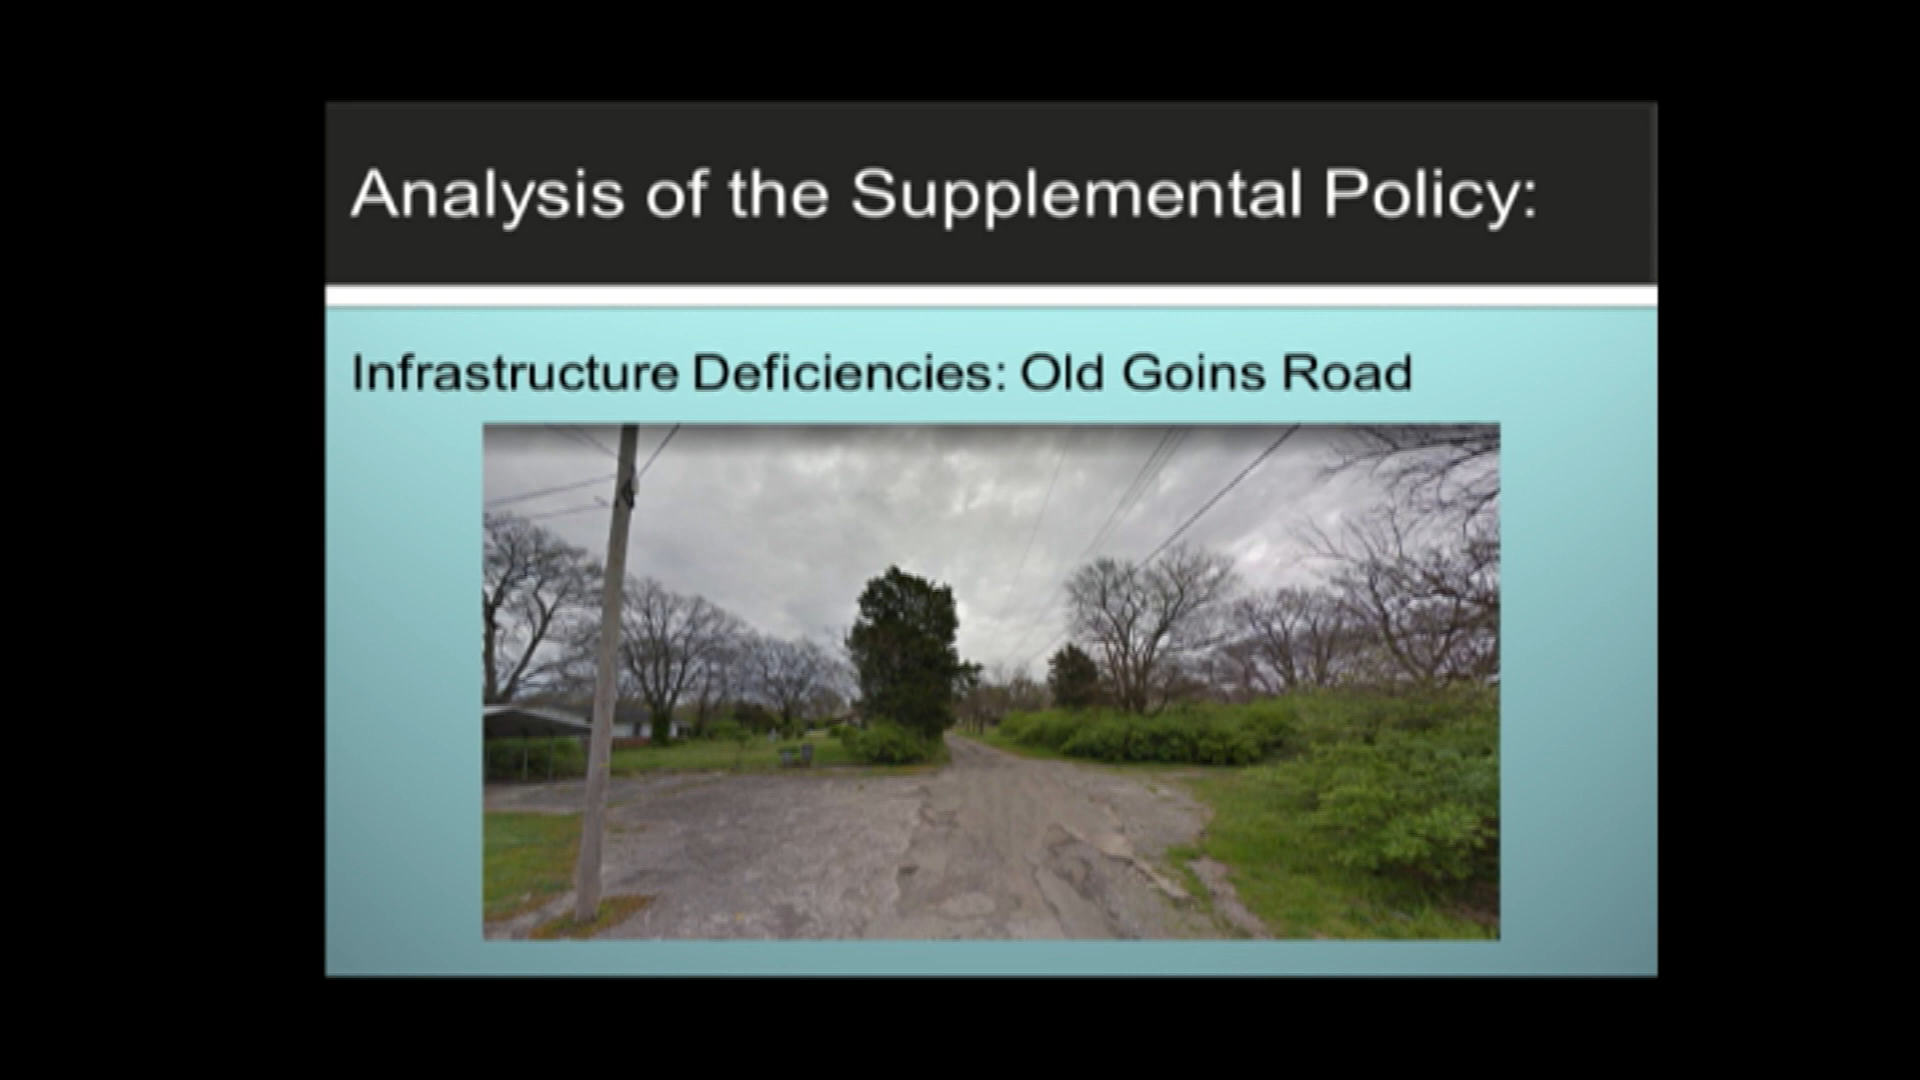 Analysis of the Supplemental Policy:
Infrastructure Deficiencies: Old Goins Road